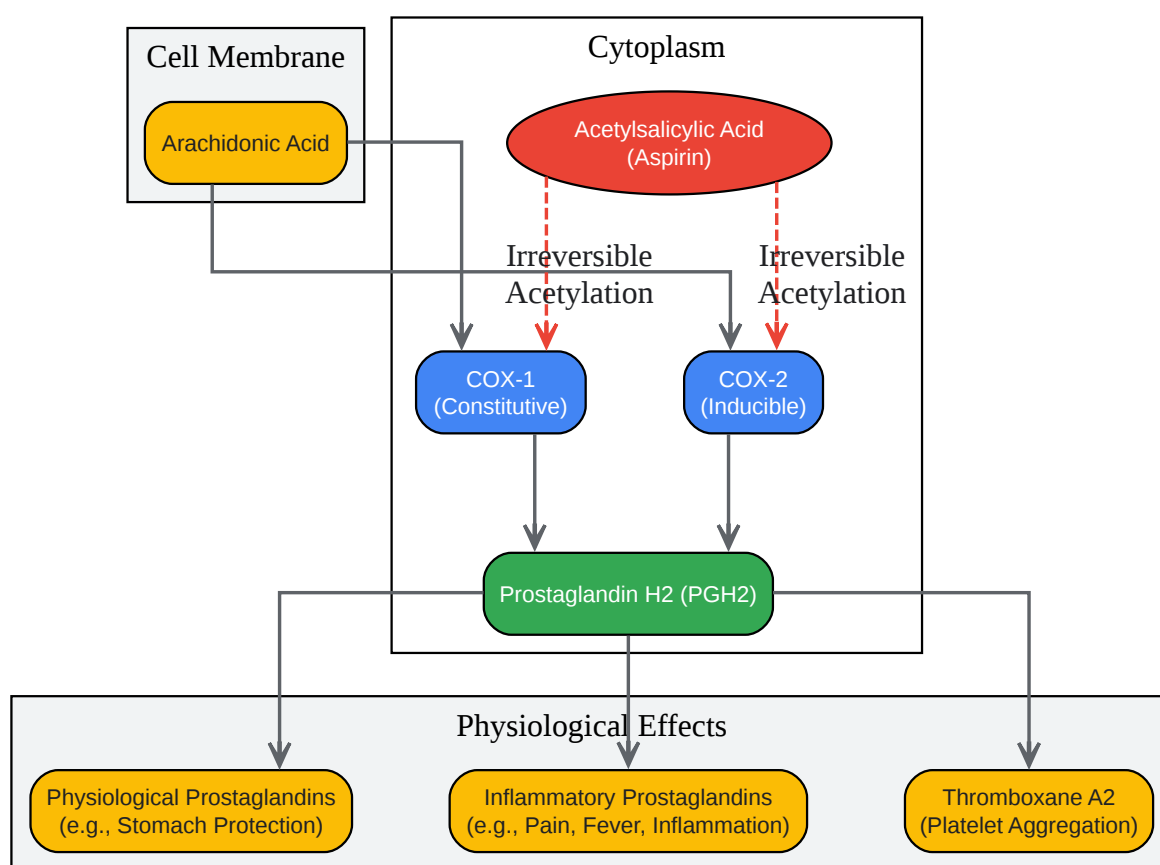 Cell Membrane
Arachidonic Acid
Cytoplasm
Acetylsalicylic Acid
(Aspirin)
Irreversible
Acetylation
Irreversible
Acetylation
COX-1
(Constitutive)
COX-2
(Inducible)
Prostaglandin H2 (PGH2)
Physiological Effects
Physiological Prostaglandins
(e.g., Stomach Protection)
Inflammatory Prostaglandins
(e.g., Pain, Fever, Inflammation)
Thromboxane A2
(Platelet Aggregation)